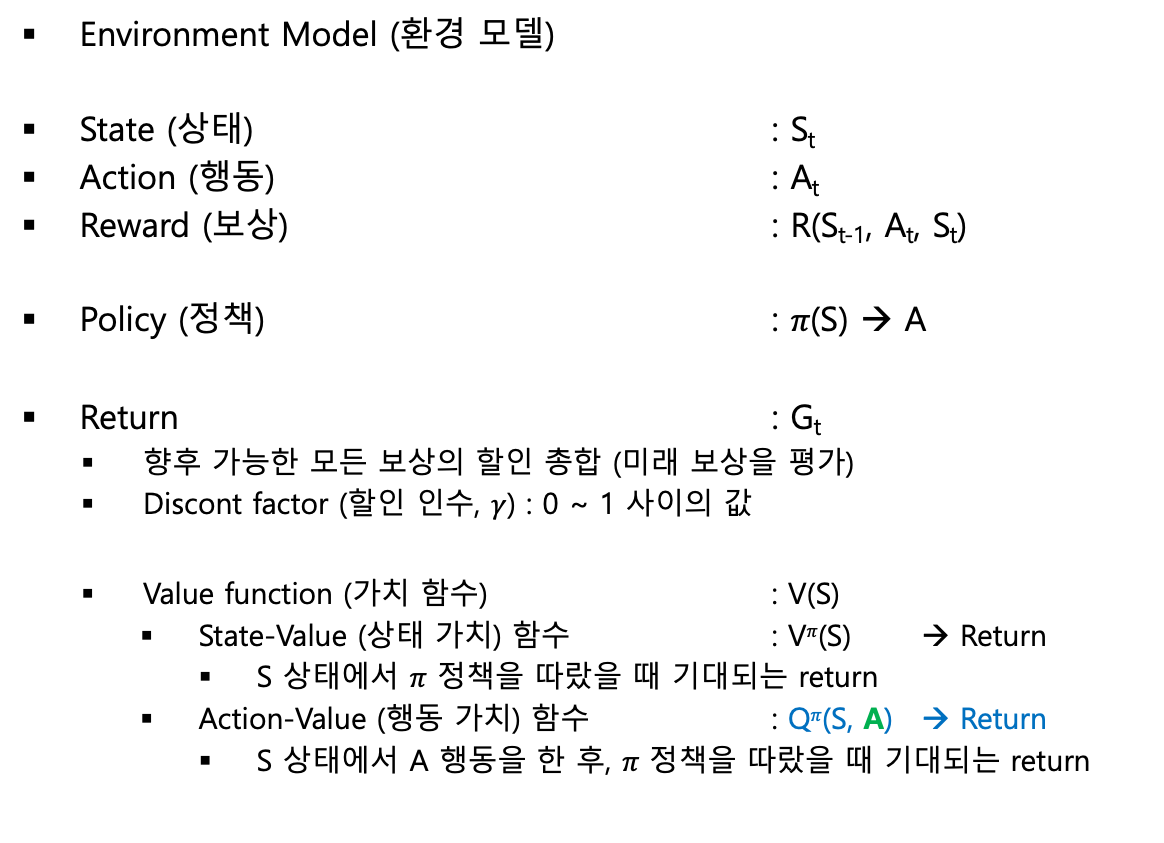 ▪ Environment Model (환경 모델)
▪ State (상태) : Sₜ
▪ Action (행동) : Aₜ
▪ Reward (보상) : R(Sₜ₋₁, Aₜ, Sₜ)
▪ Policy (정책) : 𝜋(S) → A
▪ Return : Gₜ
▪ 향후 가능한 모든 보상의 할인 총합 (미래 보상을 평가)
▪ Discont factor (할인 인수, 𝛾) : 0 ~ 1 사이의 값
▪ Value function (가치 함수) : V(S)
▪ State-Value (상태 가치) 함수 : V^𝜋(S) → Return
▪ S 상태에서 𝜋 정책을 따랐을 때 기대되는 return
▪ Action-Value (행동 가치) 함수 : Q^𝜋(S, A) → Return
▪ S 상태에서 A 행동을 한 후, 𝜋 정책을 따랐을 때 기대되는 return